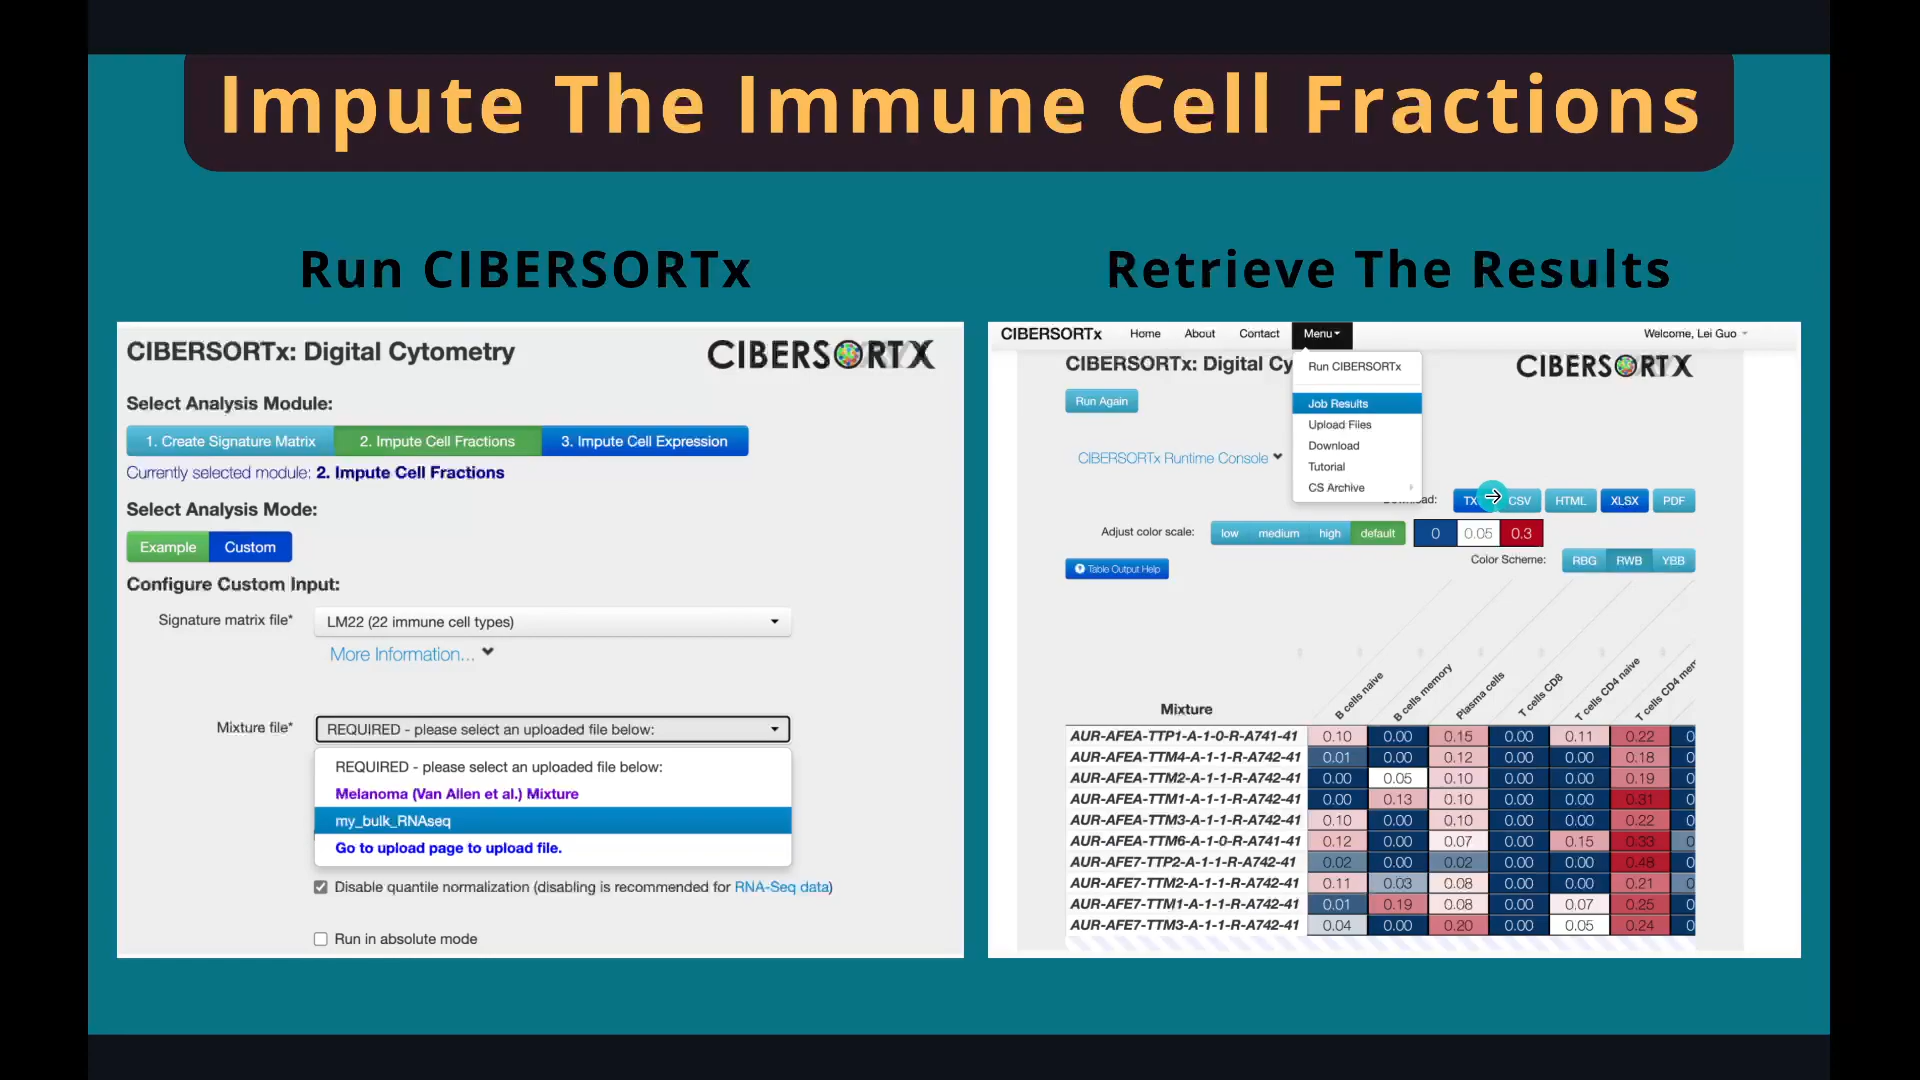 Impute The Immune Cell Fractions
Run CIBERSORTx
CIBERSORTx: Digital Cytometry
CIBERSORTX
Select Analysis Module:
1. Create Signature Matrix 2. Impute Cell Fractions 3. Impute Cell Expression
Currently selected module: 2. Impute Cell Fractions
Select Analysis Mode:
Example Custom
Configure Custom Input:
Signature matrix file* LM22 (22 immune cell types)
More Information...
Mixture file* REQUIRED - please select an uploaded file below:
REQUIRED - please select an uploaded file below:
Melanoma (Van Allen et al.) Mixture
my_bulk_RNAseq
Go to upload page to upload file.
Disable quantile normalization (disabling is recommended for RNA-Seq data)
Run in absolute mode
Retrieve The Results
CIBERSORTx Home About Contact Menu Welcome, Lei Guo
CIBERSORTx: Digital Cy
CIBERSORTX
Run CIBERSORTx
Job Results
Upload Files
Download
Tutorial
CS Archive
Run Again
CIBERSORTx Runtime Console
TX CSV HTML XLSX PDF
Adjust color scale: low medium high default 0 0.05 0.3
Color Scheme: RBG RWB YBB
Table Output Help
Mixture B cells naive B cells memory Plasma cells T cells CD8 T cells CD4 naive T cells CD4 mem
AUR-AFEA-TTP1-A-1-0-R-A741-41 0.10 0.00 0.15 0.00 0.11 0.22 0
AUR-AFEA-TTM4-A-1-1-R-A742-41 0.01 0.00 0.12 0.00 0.00 0.18 0
AUR-AFEA-TTM2-A-1-1-R-A742-41 0.00 0.05 0.10 0.00 0.00 0.19 0
AUR-AFEA-TTM1-A-1-1-R-A742-41 0.00 0.13 0.10 0.00 0.00 0.31 0
AUR-AFEA-TTM3-A-1-1-R-A742-41 0.10 0.00 0.10 0.00 0.00 0.22 0
AUR-AFEA-TTM6-A-1-0-R-A741-41 0.12 0.00 0.07 0.00 0.15 0.33 0
AUR-AFE7-TTP2-A-1-1-R-A742-41 0.02 0.00 0.02 0.00 0.00 0.48 0
AUR-AFE7-TTM2-A-1-1-R-A742-41 0.11 0.03 0.08 0.00 0.00 0.21 0
AUR-AFE7-TTM1-A-1-1-R-A742-41 0.01 0.19 0.08 0.00 0.07 0.25 0
AUR-AFE7-TTM3-A-1-1-R-A742-41 0.04 0.00 0.20 0.00 0.05 0.24 0